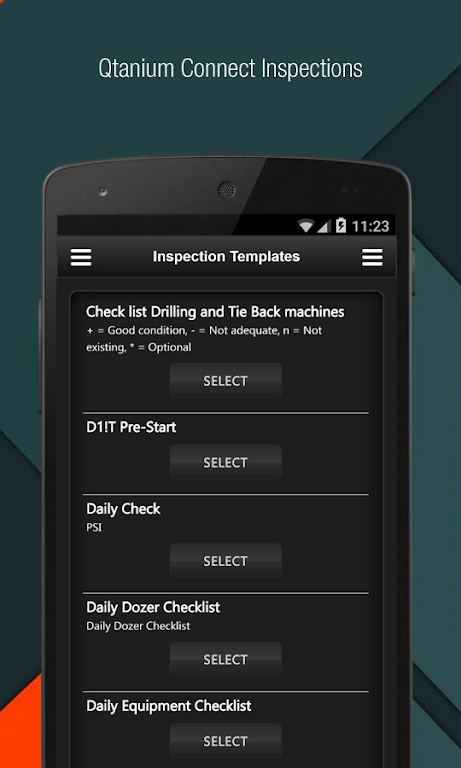 Qtanium Connect Inspections
11:23
Inspection Templates
Check list Drilling and Tie Back machines
+ = Good condition, - = Not adequate, n = Not
existing, * = Optional
SELECT
D1!T Pre-Start
SELECT
Daily Check
PSI
SELECT
Daily Dozer Checklist
Daily Dozer Checklist
SELECT
Daily Equipment Checklist
SELECT